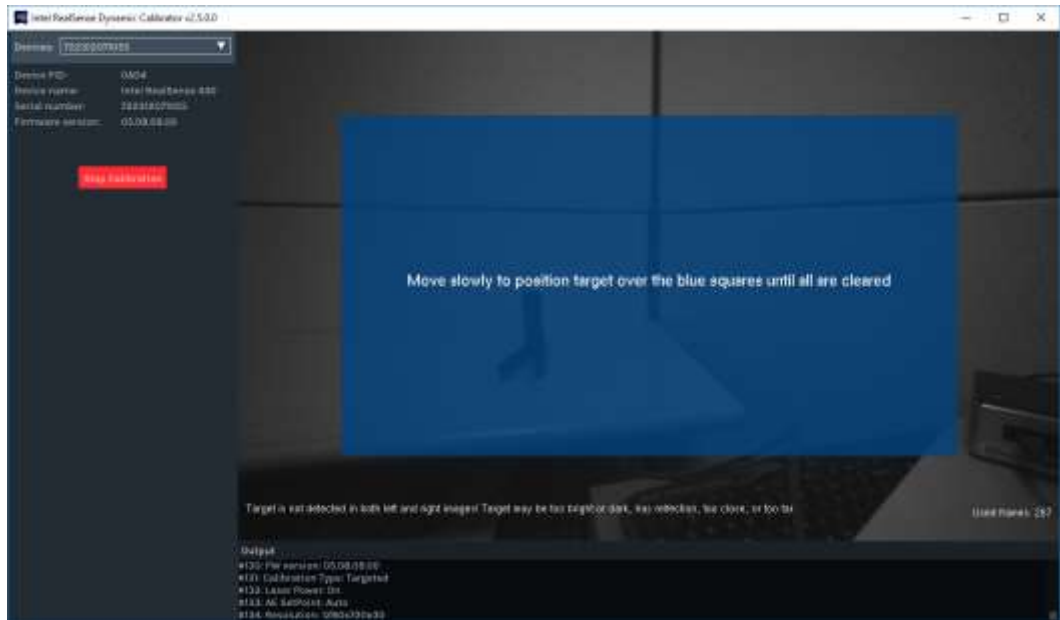 Intel RealSense Dynamic Calibrator v2.5.0.0
Devices:
Device PID: 0AD4
Device name: Intel RealSense
Serial number:
Firmware version: 05.08.08.00
Stop Calibration
Move slowly to position target over the blue squares until all are cleared
Target is not detected in both left and right images! Target may be too bright or dark, has reflection, too close, or too far
Used frames: 287
Output
#130: FW version: 05.08.08.00
#131: Calibration Type: Targeted
#132: Laser Power: On
#133: AE SetPoint: Auto
#134: Resolution: